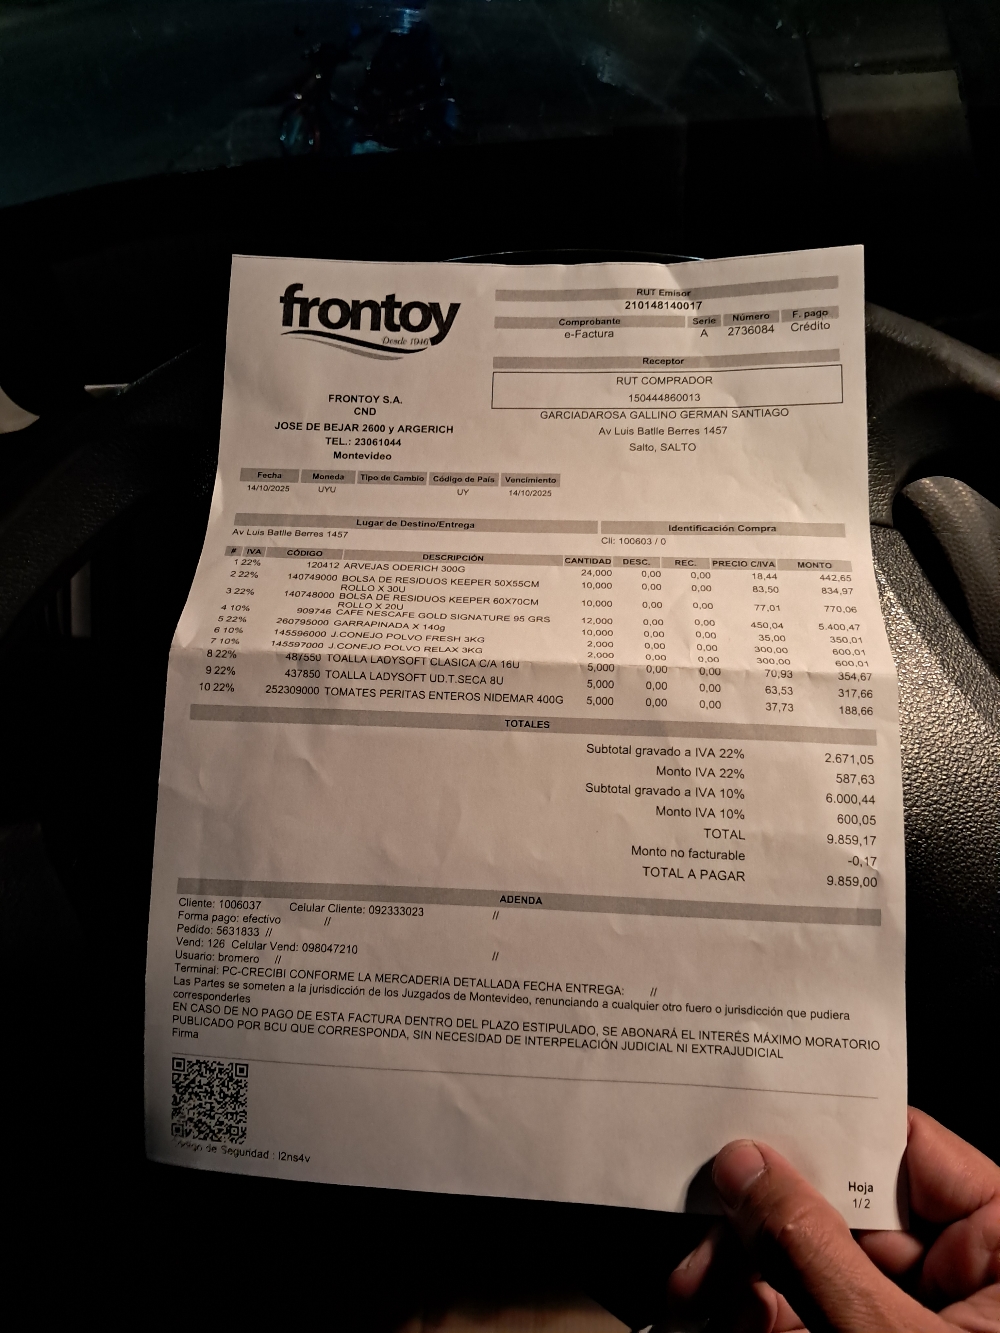 frontoy
Desde 1946
RUT Emisor
210148140017
Comprobante Serie Número F. pago
e-Factura A 2736084 Crédito
Receptor
RUT COMPRADOR
150444860013
GARCIADAROSA GALLINO GERMAN SANTIAGO
Av Luis Batlle Berres 1457
Salto, SALTO
FRONTOY S.A.
CND
JOSE DE BEJAR 2600 y ARGERICH
TEL.: 23061044
Montevideo
Fecha Moneda Tipo de Cambio Código de País Vencimiento
14/10/2025 UYU UY 14/10/2025
Lugar de Destino/Entrega Identificación Compra
Av Luis Batlle Berres 1457 Cli: 100603 / 0
# IVA CÓDIGO DESCRIPCIÓN CANTIDAD DESC. REC. PRECIO C/IVA MONTO
1 22% 120412 ARVEJAS ODERICH 300G 24,000 0,00 0,00 18,44 442,65
2 22% 140749000 BOLSA DE RESIDUOS KEEPER 50X55CM 10,000 0,00 0,00 83,50 834,97
ROLLO X 30U
3 22% 140748000 BOLSA DE RESIDUOS KEEPER 60X70CM 10,000 0,00 0,00 77,01 770,06
ROLLO X 20U
4 10% 909746 CAFE NESCAFE GOLD SIGNATURE 95 GRS 12,000 0,00 0,00 450,04 5.400,47
5 22% 260795000 GARRAPINADA X 140g 10,000 0,00 0,00 35,00 350,01
6 10% 145596000 J.CONEJO POLVO FRESH 3KG 2,000 0,00 0,00 300,00 600,01
7 10% 145597000 J.CONEJO POLVO RELAX 3KG 2,000 0,00 0,00 300,00 600,01
8 22% 487550 TOALLA LADYSOFT CLASICA C/A 16U 5,000 0,00 0,00 70,93 354,67
9 22% 437850 TOALLA LADYSOFT UD.T.SECA 8U 5,000 0,00 0,00 63,53 317,66
10 22% 252309000 TOMATES PERITAS ENTEROS NIDEMAR 400G 5,000 0,00 0,00 37,73 188,66
TOTALES
Subtotal gravado a IVA 22% 2.671,05
Monto IVA 22% 587,63
Subtotal gravado a IVA 10% 6.000,44
Monto IVA 10% 600,05
TOTAL 9.859,17
Monto no facturable -0,17
TOTAL A PAGAR 9.859,00
ADENDA
Cliente: 1006037 Celular Cliente: 092333023 //
Forma pago: efectivo //
Pedido: 5631833 //
Vend: 126 Celular Vend: 098047210
Usuario: bromero // //
Terminal: PC-CRECIBI CONFORME LA MERCADERIA DETALLADA FECHA ENTREGA: //
Las Partes se someten a la jurisdicción de los Juzgados de Montevideo, renunciando a cualquier otro fuero o jurisdicción que pudiera
corresponderles
EN CASO DE NO PAGO DE ESTA FACTURA DENTRO DEL PLAZO ESTIPULADO, SE ABONARÁ EL INTERÉS MÁXIMO MORATORIO
PUBLICADO POR BCU QUE CORRESPONDA, SIN NECESIDAD DE INTERPELACIÓN JUDICIAL NI EXTRAJUDICIAL
Firma
Código de Seguridad : I2ns4v
Hoja
1/2